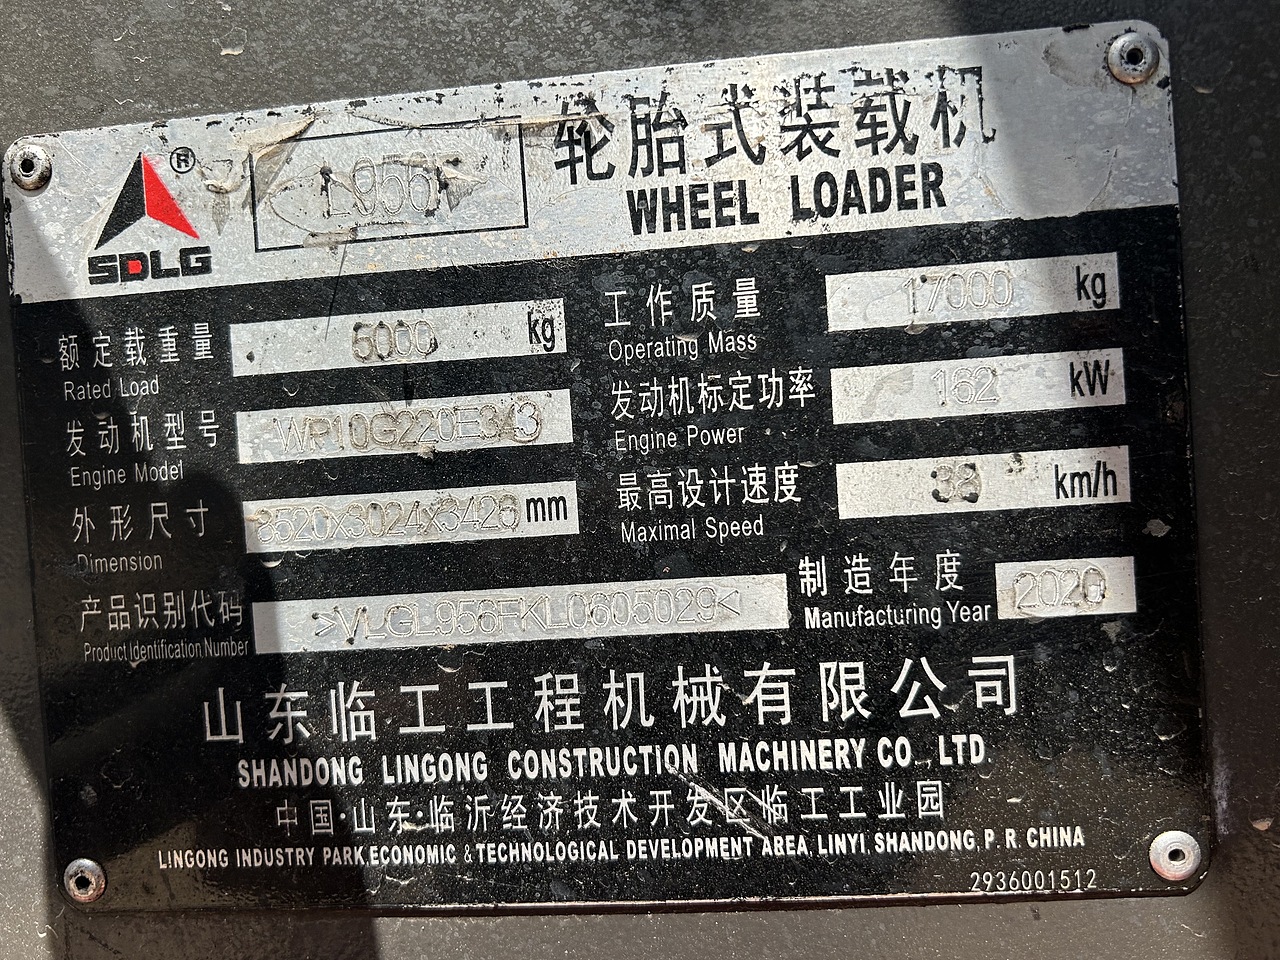 SDLG ®
L956F
轮胎式装载机
WHEEL LOADER
额定载重量 5000 kg
Rated Load
工作质量 17000 kg
Operating Mass
发动机型号 WP10G220E343
Engine Model
发动机标定功率 162 kW
Engine Power
外形尺寸 8520x3024x3426 mm
Dimension
最高设计速度 38 km/h
Maximal Speed
产品识别代码 >VLGL956FKL0605029<
Product Identification Number
制造年度 2020
Manufacturing Year
山东临工工程机械有限公司
SHANDONG LINGONG CONSTRUCTION MACHINERY CO., LTD.
中国·山东·临沂经济技术开发区临工工业园
LINGONG INDUSTRY PARK,ECONOMIC & TECHNOLOGICAL DEVELOPMENT AREA, LINYI, SHANDONG, P. R. CHINA
2936001512